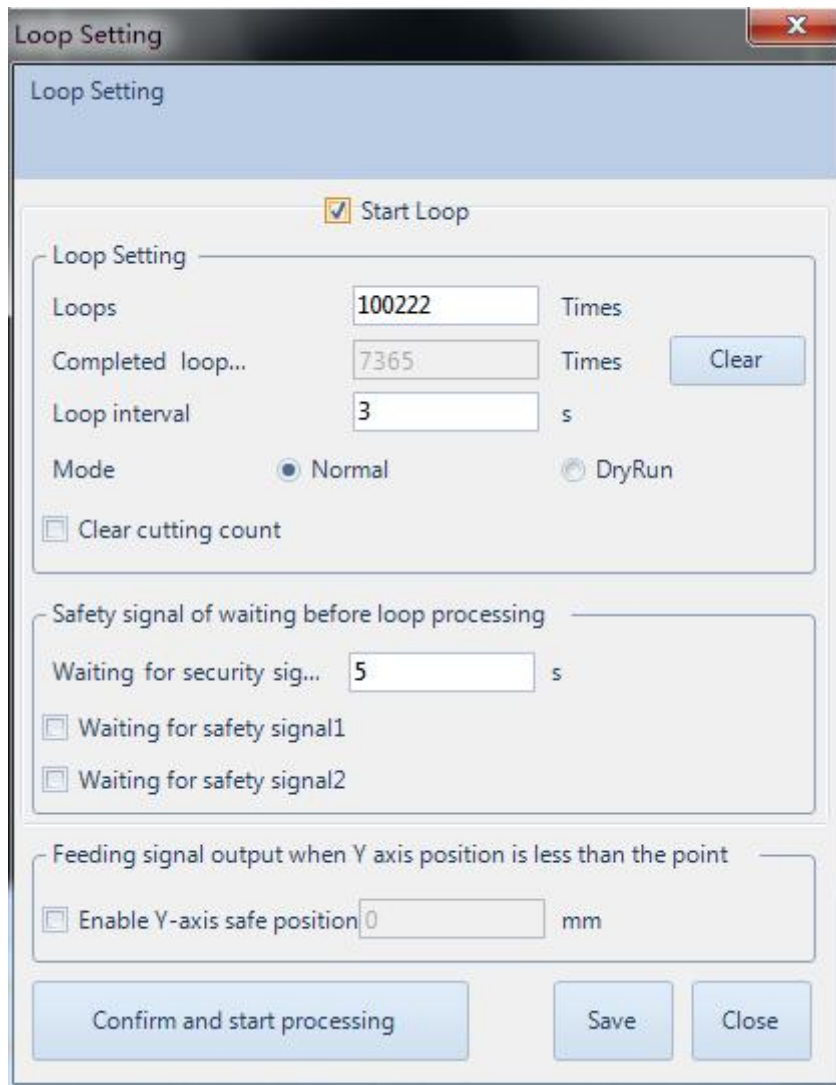 Loop Setting
Loop Setting
Start Loop
Loop Setting
Loops 100222 Times
Completed loop... 7365 Times Clear
Loop interval 3 s
Mode Normal DryRun
Clear cutting count
Safety signal of waiting before loop processing
Waiting for security sig... 5 s
Waiting for safety signal1
Waiting for safety signal2
Feeding signal output when Y axis position is less than the point
Enable Y-axis safe position 0 mm
Confirm and start processing Save Close